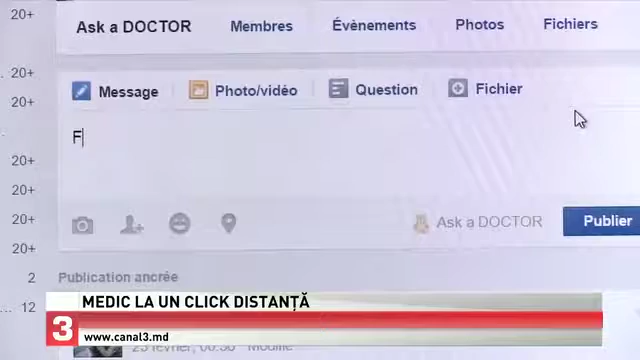 20+
Ask a DOCTOR Membres Évènements Photos Fichiers
20+
Message Photo/vidéo Question Fichier
20+
F
20+
20+
20+ Ask a DOCTOR Publier
20+
2 Publication ancrée
... 12
MEDIC LA UN CLICK DISTANȚĂ
3
www.canal3.md